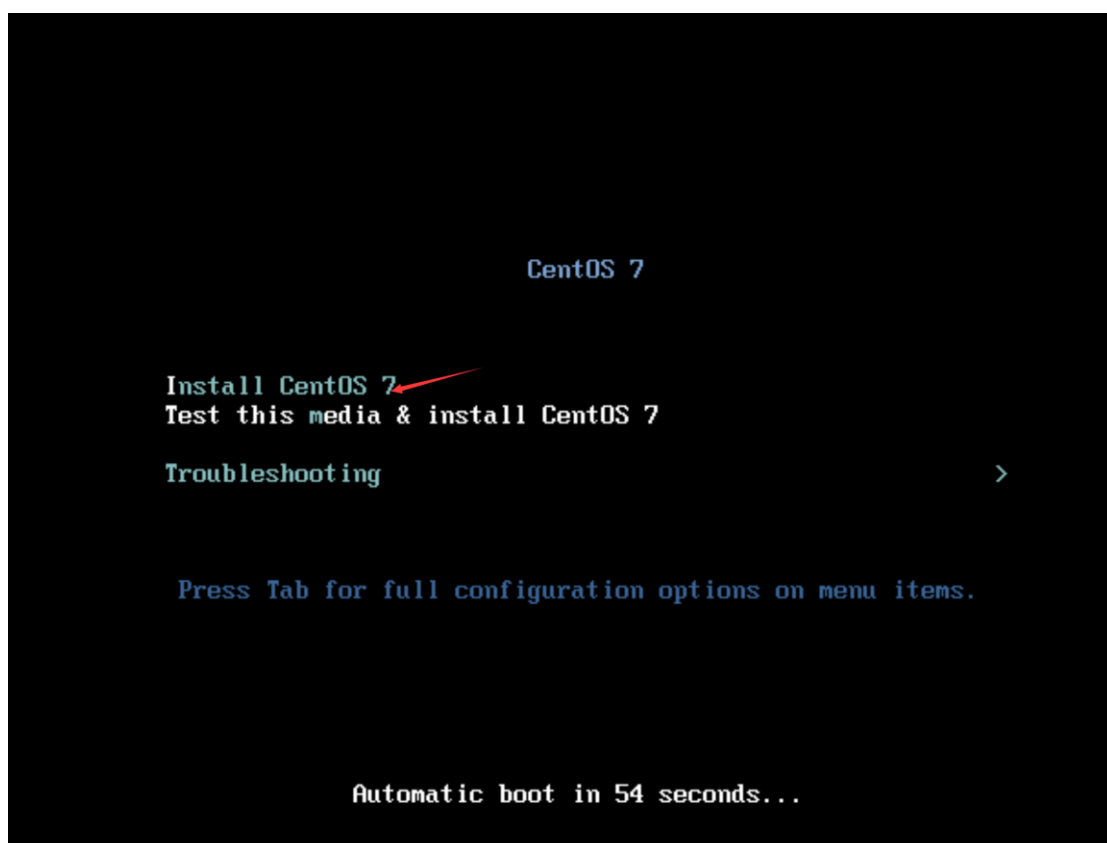 CentOS 7
Install CentOS 7
Test this media & install CentOS 7
Troubleshooting >
Press Tab for full configuration options on menu items.
Automatic boot in 54 seconds...